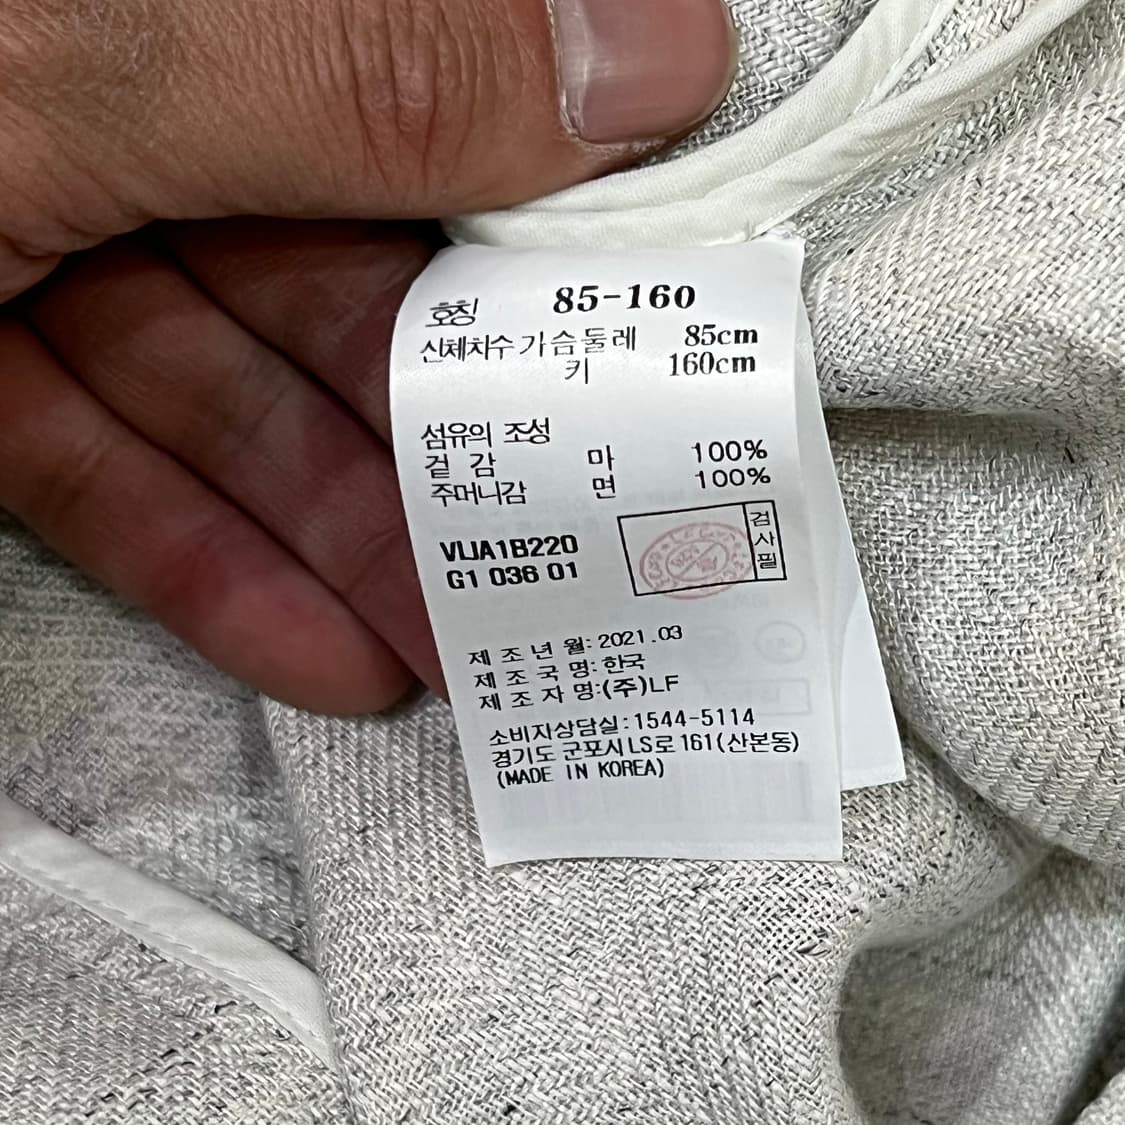 호칭 85-160
신체치수 가슴둘레 85cm
키 160cm
섬유의 조성
겉 감 마 100%
주머니감 면 100%
VLJA1B220
G1 036 01
검사필
제 조 년 월: 2021.03
제 조 국 명: 한국
제 조 자 명:(주)LF
소비자상담실:1544-5114
경기도 군포시 LS로 161(산본동)
(MADE IN KOREA)